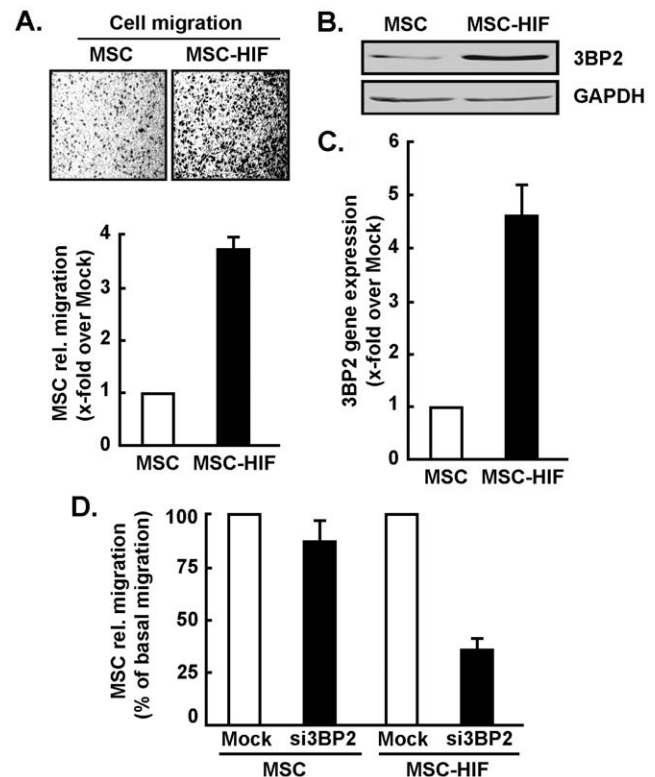 A.
Cell migration
MSC MSC-HIF
MSC rel. migration
(x-fold over Mock)
4
3
2
1
0
MSC MSC-HIF
B.
MSC MSC-HIF
3BP2
GAPDH
C.
3BP2 gene expression
(x-fold over Mock)
6
5
4
3
2
1
0
MSC MSC-HIF
D.
MSC rel. migration
(% of basal migration)
100
75
50
25
0
Mock si3BP2 Mock si3BP2
MSC MSC-HIF